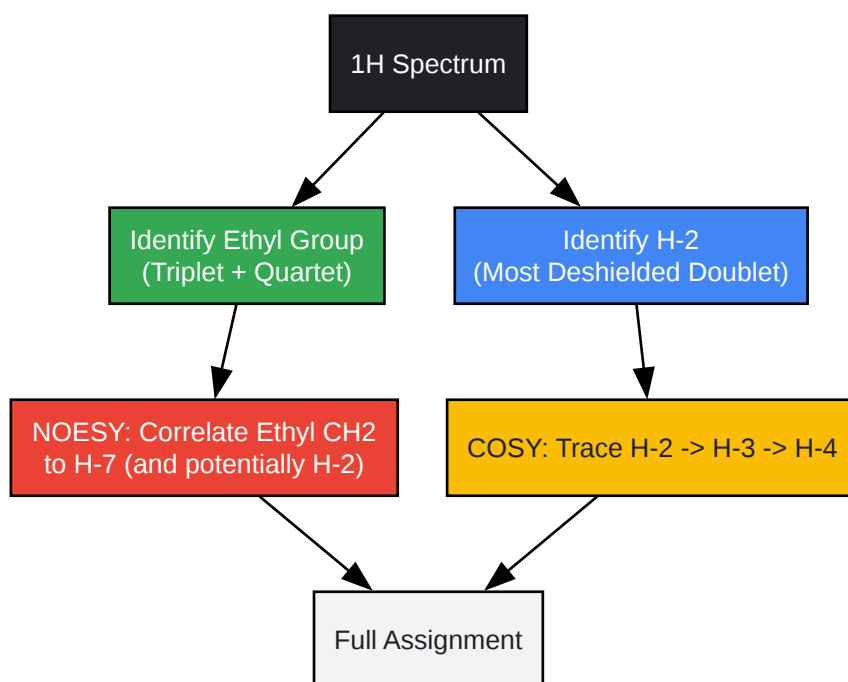 1H Spectrum
Identify Ethyl Group
(Triplet + Quartet)
Identify H-2
(Most Deshielded Doublet)
NOESY: Correlate Ethyl CH2
to H-7 (and potentially H-2)
COSY: Trace H-2 -> H-3 -> H-4
Full Assignment